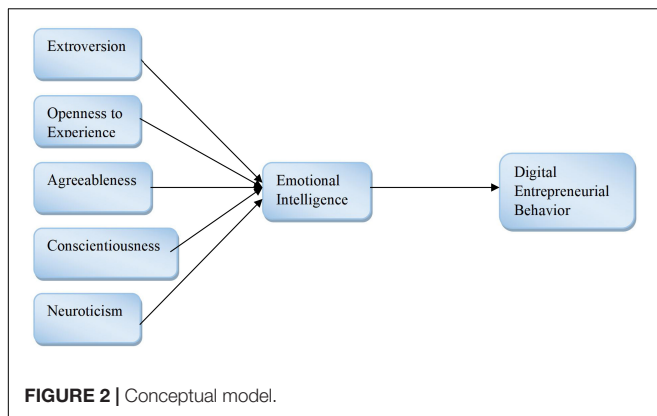 Extroversion
Openness to
Experience
Agreeableness
Conscientiousness
Neuroticism
Emotional
Intelligence
Digital
Entrepreneurial
Behavior
FIGURE 2 | Conceptual model.